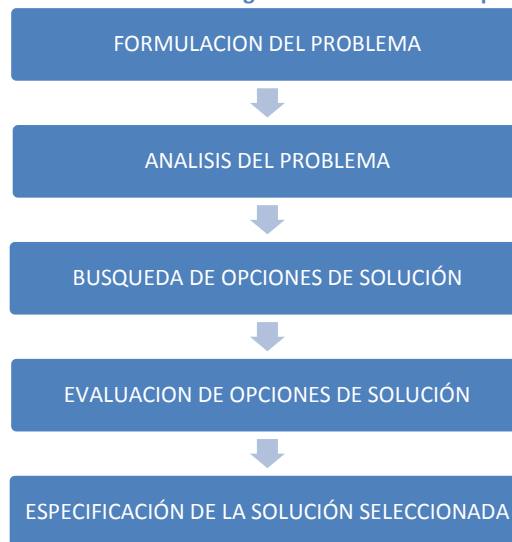 FORMULACION DEL PROBLEMA
ANALISIS DEL PROBLEMA
BUSQUEDA DE OPCIONES DE SOLUCIÓN
EVALUACION DE OPCIONES DE SOLUCIÓN
ESPECIFICACIÓN DE LA SOLUCIÓN SELECCIONADA